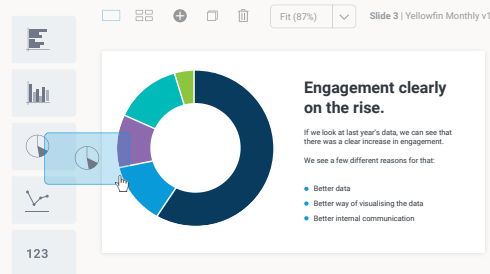 Fit (87%)
Slide 3 | Yellowfin Monthly v1
Engagement clearly
on the rise.
If we look at last year's data, we can see that
there was a clear increase in engagement.
We see a few different reasons for that:
Better data
Better way of visualising the data
Better internal communication
123